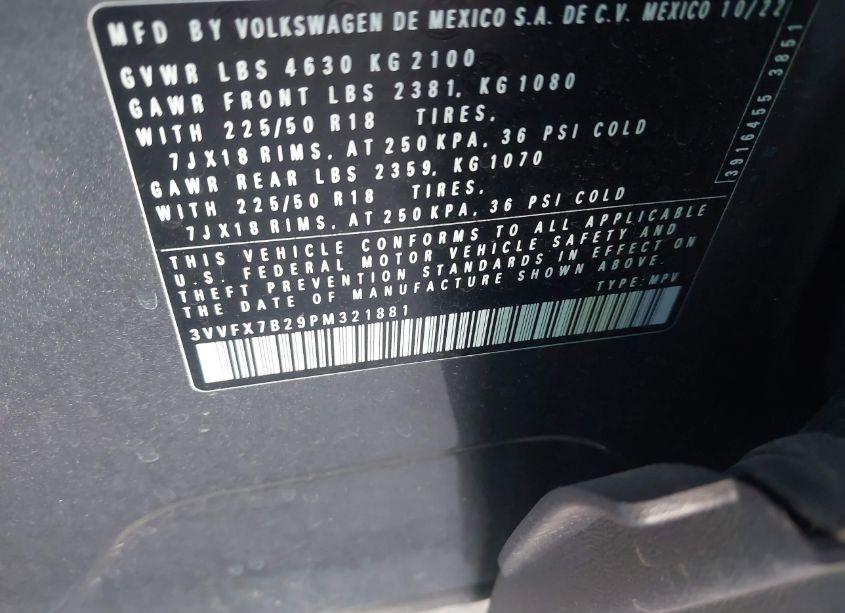 MFD BY VOLKSWAGEN DE MEXICO S.A. DE C.V. MEXICO 10/22
GVWR LBS 4630 KG 2100
GAWR FRONT LBS 2381, KG 1080
WITH 225/50 R18 TIRES,
7JX18 RIMS, AT 250 KPA, 36 PSI COLD
GAWR REAR LBS 2359, KG 1070
WITH 225/50 R18 TIRES,
7JX18 RIMS, AT 250 KPA, 36 PSI COLD
THIS VEHICLE CONFORMS TO ALL APPLICABLE
U.S. FEDERAL MOTOR VEHICLE SAFETY AND
THEFT PREVENTION STANDARDS IN EFFECT ON
THE DATE OF MANUFACTURE SHOWN ABOVE.
TYPE: MPV
3VVFX7B29PM321881
3916455 3851